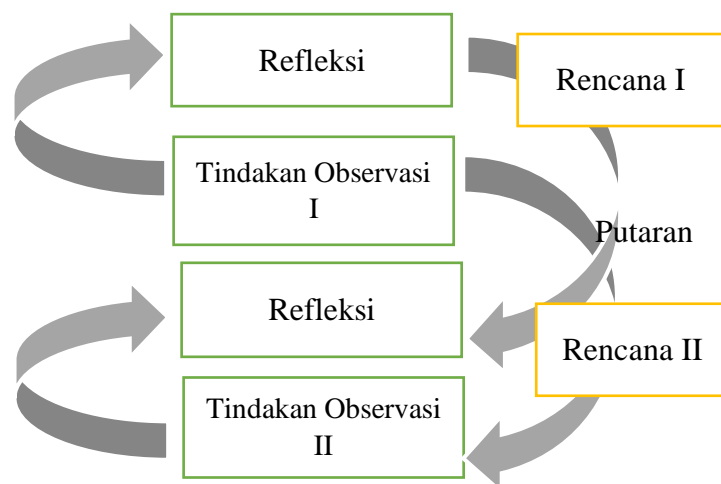 Refleksi
Rencana I
Tindakan Observasi
I
Putaran
Refleksi
Rencana II
Tindakan Observasi
II